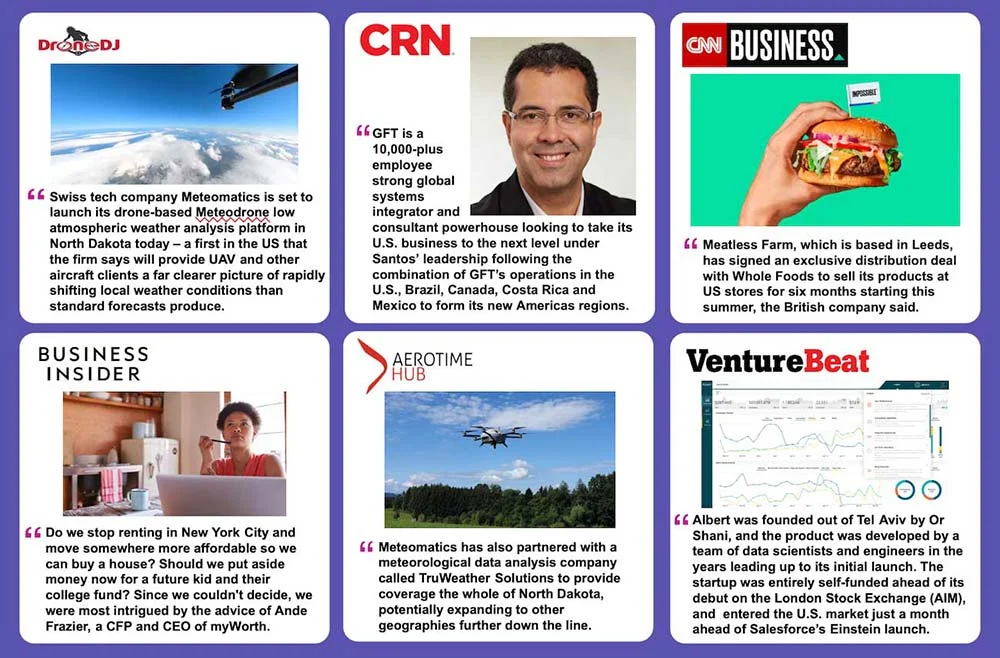 DroneDJ
“ Swiss tech company Meteomatics is set to
launch its drone-based Meteodrone low
atmospheric weather analysis platform in
North Dakota today – a first in the US that
the firm says will provide UAV and other
aircraft clients a far clearer picture of rapidly
shifting local weather conditions than
standard forecasts produce.
CRN
“ GFT is a
10,000-plus
employee
strong global
systems
integrator and
consultant powerhouse looking to take its
U.S. business to the next level under
Santos’ leadership following the
combination of GFT’s operations in the
U.S., Brazil, Canada, Costa Rica and
Mexico to form its new Americas regions.
CNN BUSINESS
IMPOSSIBLE
“ Meatless Farm, which is based in Leeds,
has signed an exclusive distribution deal
with Whole Foods to sell its products at
US stores for six months starting this
summer, the British company said.
BUSINESS
INSIDER
“ Do we stop renting in New York City and
move somewhere more affordable so we
can buy a house? Should we put aside
money now for a future kid and their
college fund? Since we couldn't decide, we
were most intrigued by the advice of Ande
Frazier, a CFP and CEO of myWorth.
AEROTIME
HUB
“ Meteomatics has also partnered with a
meteorological data analysis company
called TruWeather Solutions to provide
coverage the whole of North Dakota,
potentially expanding to other
geographies further down the line.
VentureBeat
“ Albert was founded out of Tel Aviv by Or
Shani, and the product was developed by a
team of data scientists and engineers in the
years leading up to its initial launch. The
startup was entirely self-funded ahead of its
debut on the London Stock Exchange (AIM),
and entered the U.S. market just a month
ahead of Salesforce’s Einstein launch.